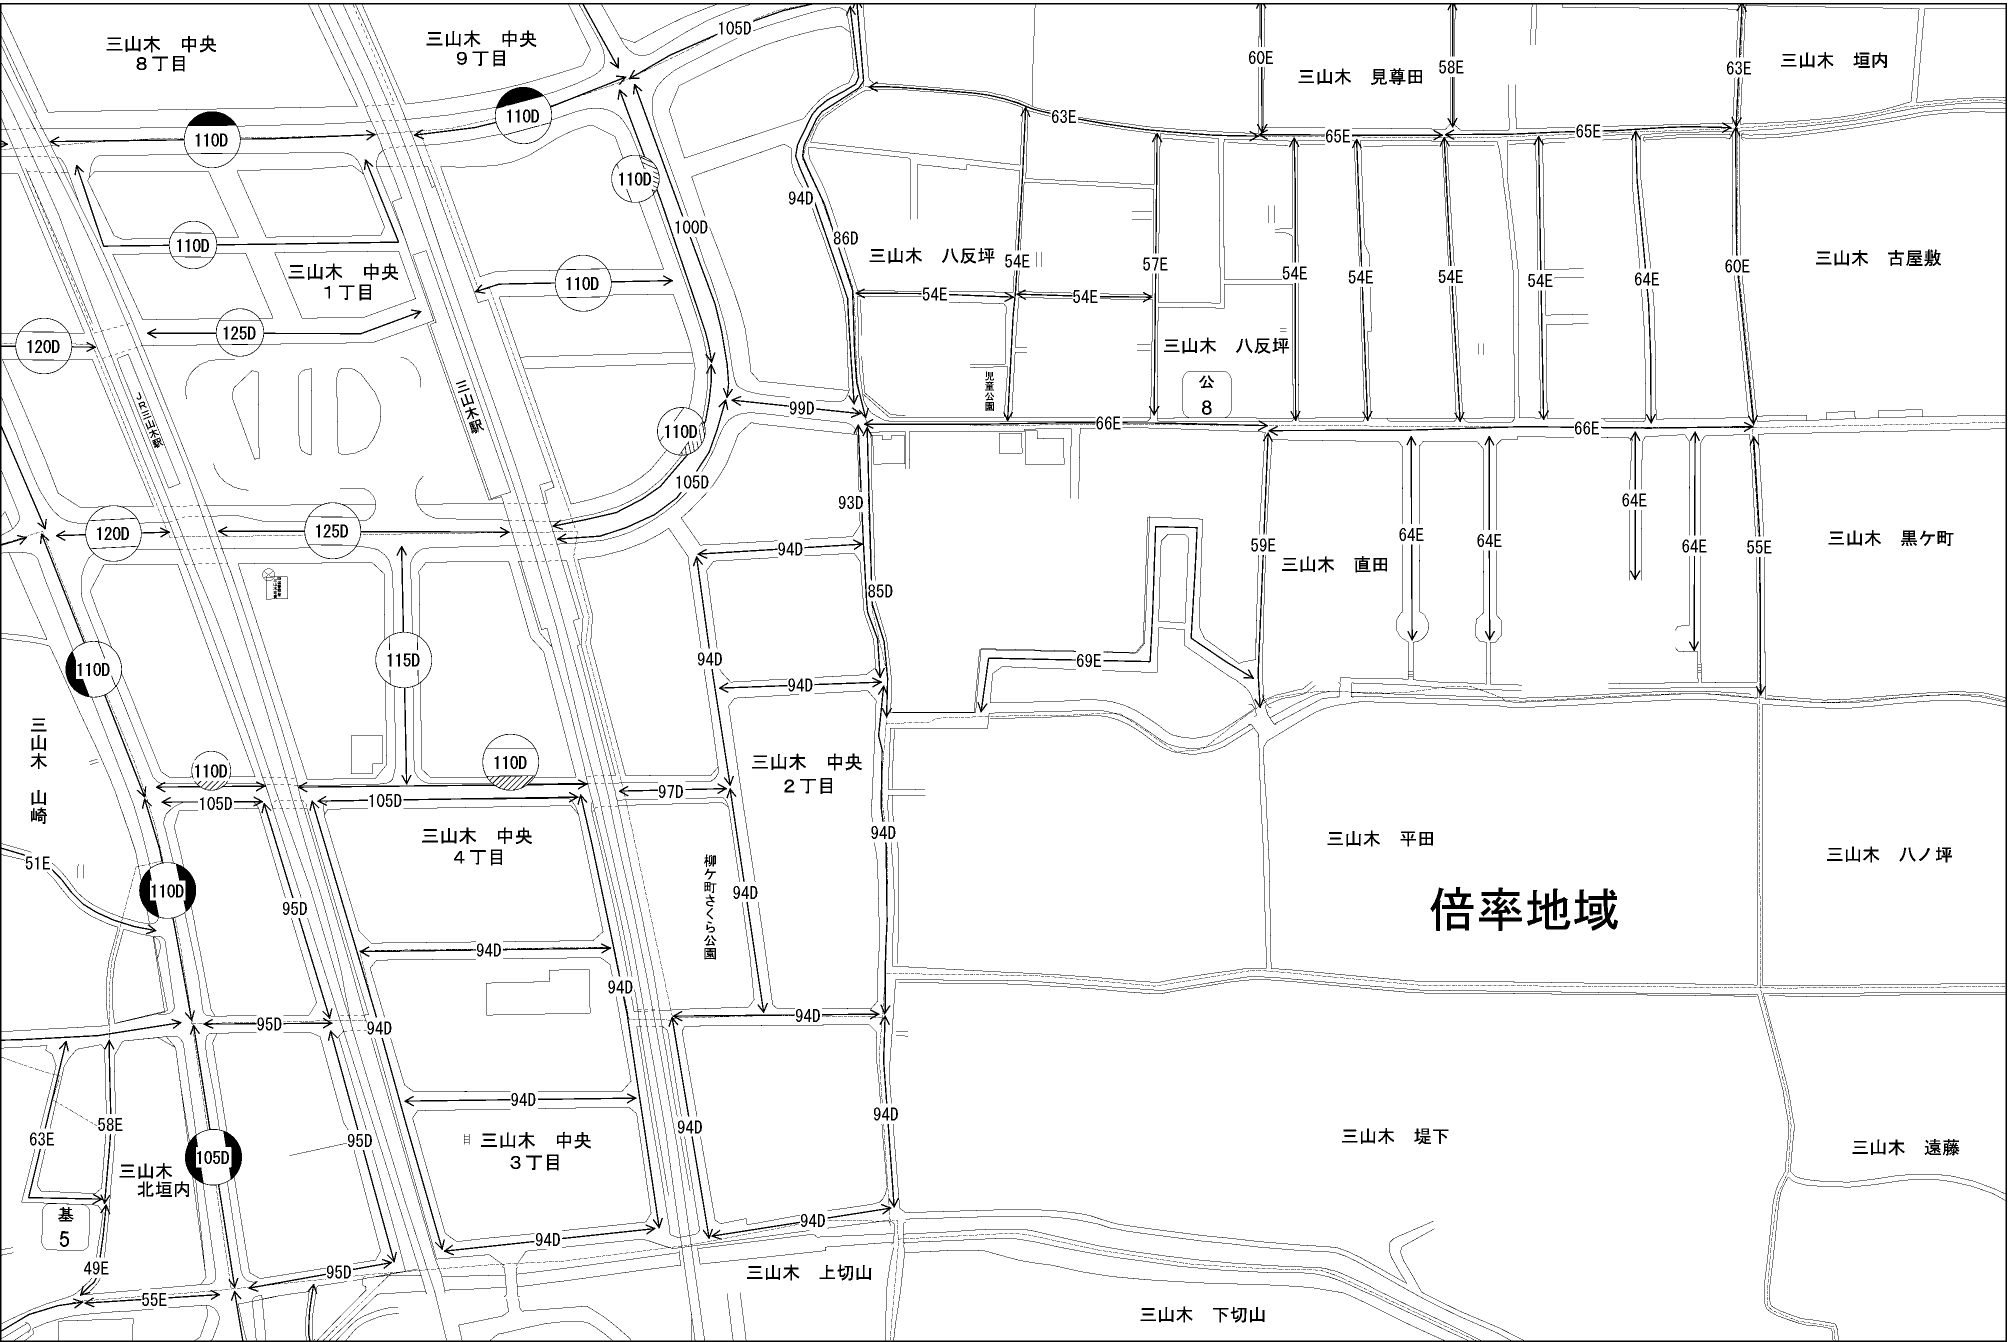 105D
三山木　中央
８丁目
三山木　中央
９丁目
60E
三山木　見尊田
58E
63E
三山木　垣内
110D
110D
63E
65E
65E
110D
94D
100D
110D
86D
三山木　八反坪
54E
57E
54E
54E
54E
54E
64E
60E
三山木　古屋敷
三山木　中央
１丁目
110D
54E
54E
125D
120D
三山木　八反坪
公
8
児童公園
JR三山木駅
三山木駅
99D
110D
66E
66E
105D
93D
64E
120D
125D
94D
59E
64E
64E
64E
55E
三山木　黒ケ町
三山木　直田
85D
110D
115D
94D
94D
69E
三山木　山崎
110D
110D
97D
三山木　中央
２丁目
105D
105D
三山木　中央
４丁目
94D
三山木　平田
三山木　八ノ坪
51E
110D
95D
柳ケ町さくら公園
94D
倍率地域
94D
94D
95D
94D
94D
94D
58E
63E
95D
94D
94D
三山木　中央
３丁目
三山木　堤下
三山木　遠藤
105D
三山木
北垣内
基
5
94D
94D
49E
95D
55E
三山木　上切山
三山木　下切山